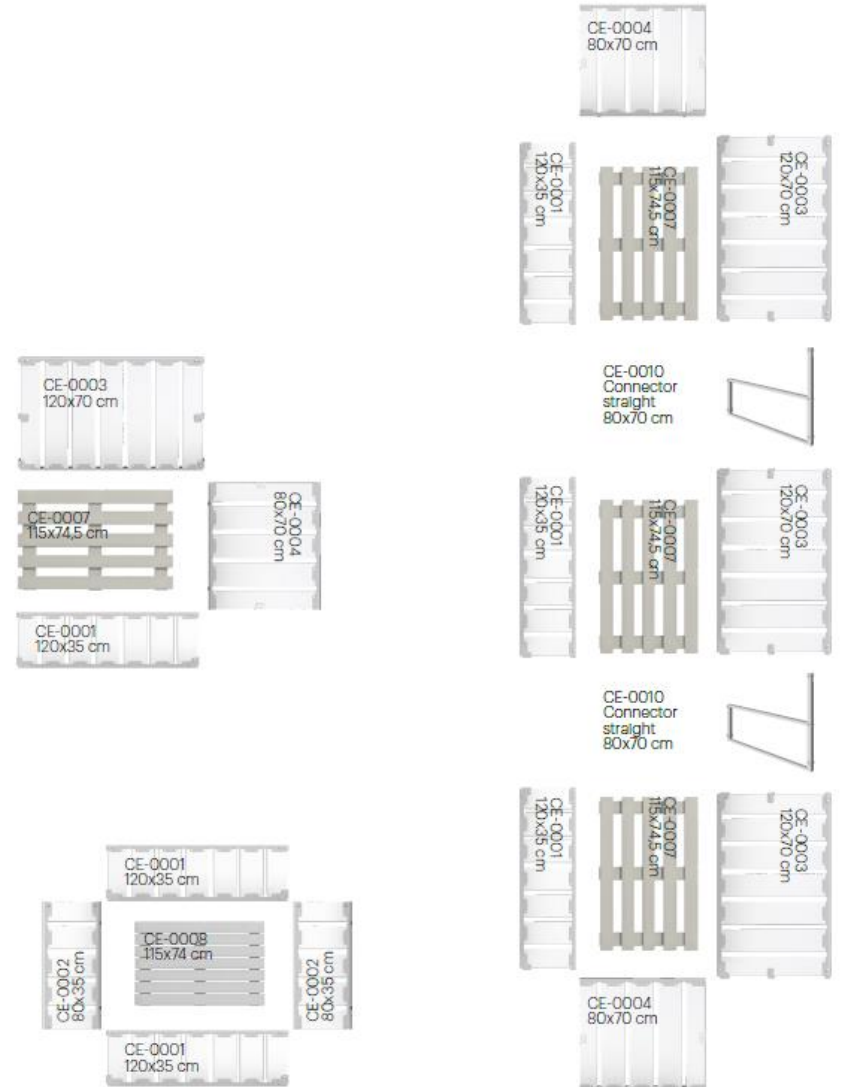 CE-0004
80x70 cm
CE-0001
120x35 cm
CE-0007
115x74,5 cm
CE-0003
120x70 cm
CE-0010
Connector
straight
80x70 cm
CE-0003
120x70 cm
CE-0007
115x74,5 cm
CE-0004
80x70 cm
CE-0001
120x35 cm
CE-0001
120x35 cm
CE-0007
115x74,5 cm
CE-0003
120x70 cm
CE-0010
Connector
straight
80x70 cm
CE-0001
120x35 cm
CE-0007
115x74,5 cm
CE-0003
120x70 cm
CE-0004
80x70 cm
CE-0001
120x35 cm
CE-0002
80x35 cm
CE-0008
115x74 cm
CE-0002
80x35 cm
CE-0001
120x35 cm